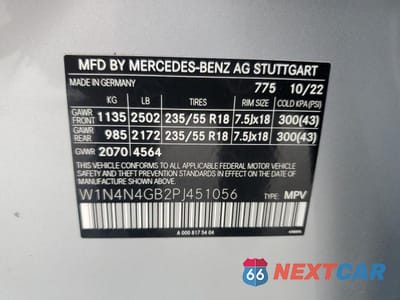 MFD BY MERCEDES-BENZ AG STUTTGART
MADE IN GERMANY 775 10/22
KG LB TIRES RIM SIZE COLD KPA(PSI)
GAWR FRONT 1135 2502 235/55 R18 7.5Jx18 300(43)
GAWR REAR 985 2172 235/55 R18 7.5Jx18 300(43)
GVWR 2070 4564
THIS VEHICLE CONFORMS TO ALL APPLICABLE
U.S. FEDERAL MOTOR VEHICLE SAFETY
STANDARDS IN EFFECT ON THE DATE OF
MANUFACTURE SHOWN ABOVE.
W1N4N4GB2PJ451056 TYPE: MPV
A 000 817 54 04
66 NEXTCAR